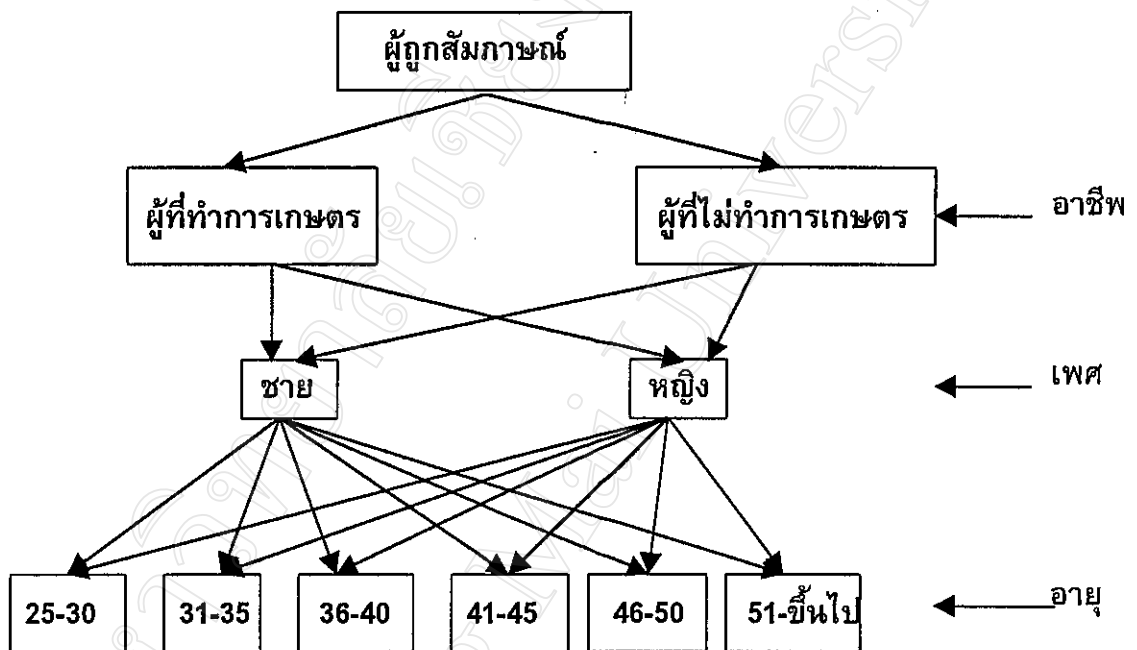 ผู้ถูกสัมภาษณ์
ผู้ที่ทำการเกษตร
ผู้ที่ไม่ทำการเกษตร
อาชีพ
ชาย
หญิง
เพศ
25-30
31-35
36-40
41-45
46-50
51-ขึ้นไป
อายุ